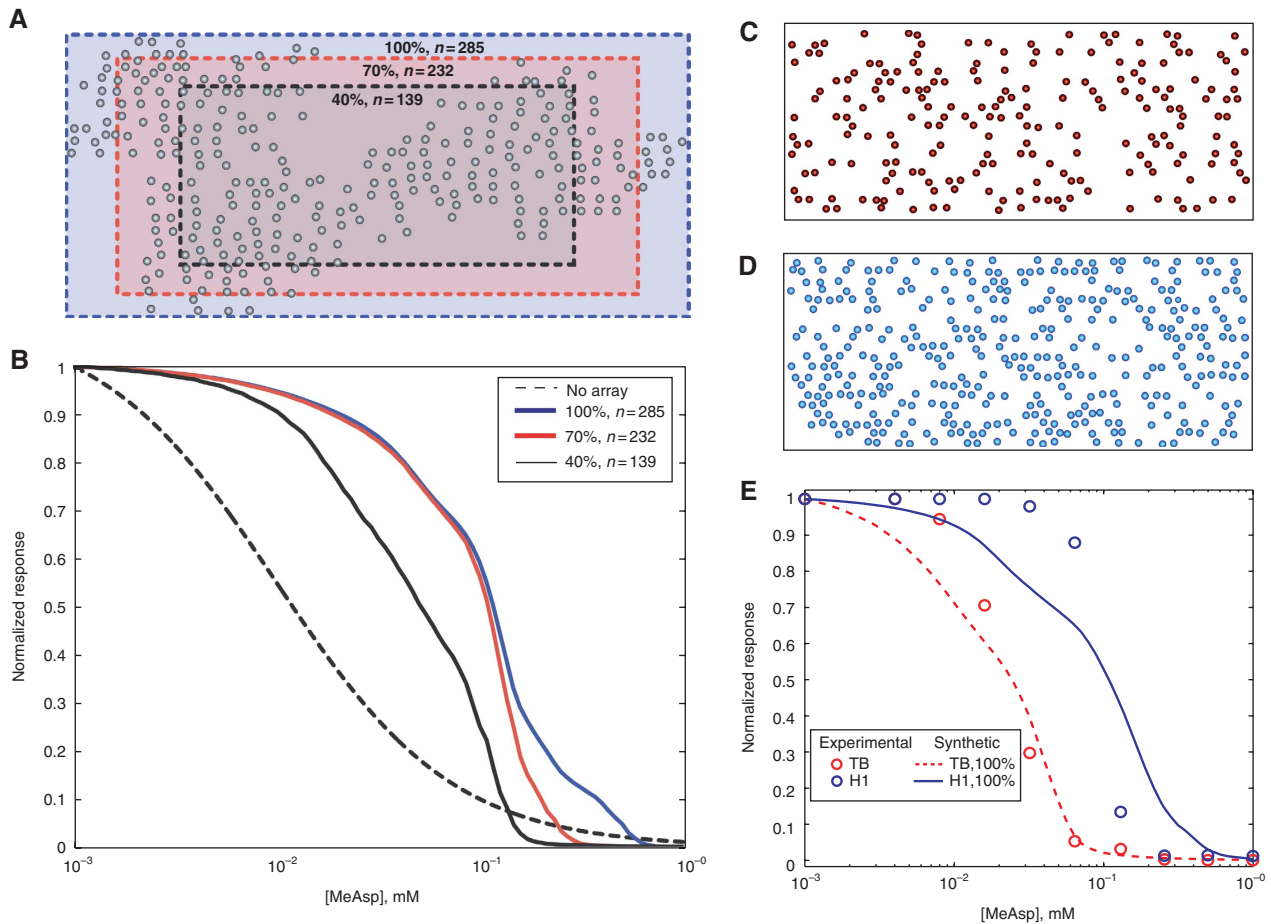 A
100%, n=285
70%, n=232
40%, n=139
B
Normalized response
1
0.9
0.8
0.7
0.6
0.5
0.4
0.3
0.2
0.1
0
10⁻³
10⁻²
10⁻¹
10⁻⁰
[MeAsp], mM
No array
100%, n=285
70%, n=232
40%, n=139
C
D
E
Normalized response
1
0.9
0.8
0.7
0.6
0.5
0.4
0.3
0.2
0.1
0
Experimental Synthetic
TB TB,100%
H1 H1,100%
10⁻³
10⁻²
10⁻¹
10⁻⁰
[MeAsp], mM